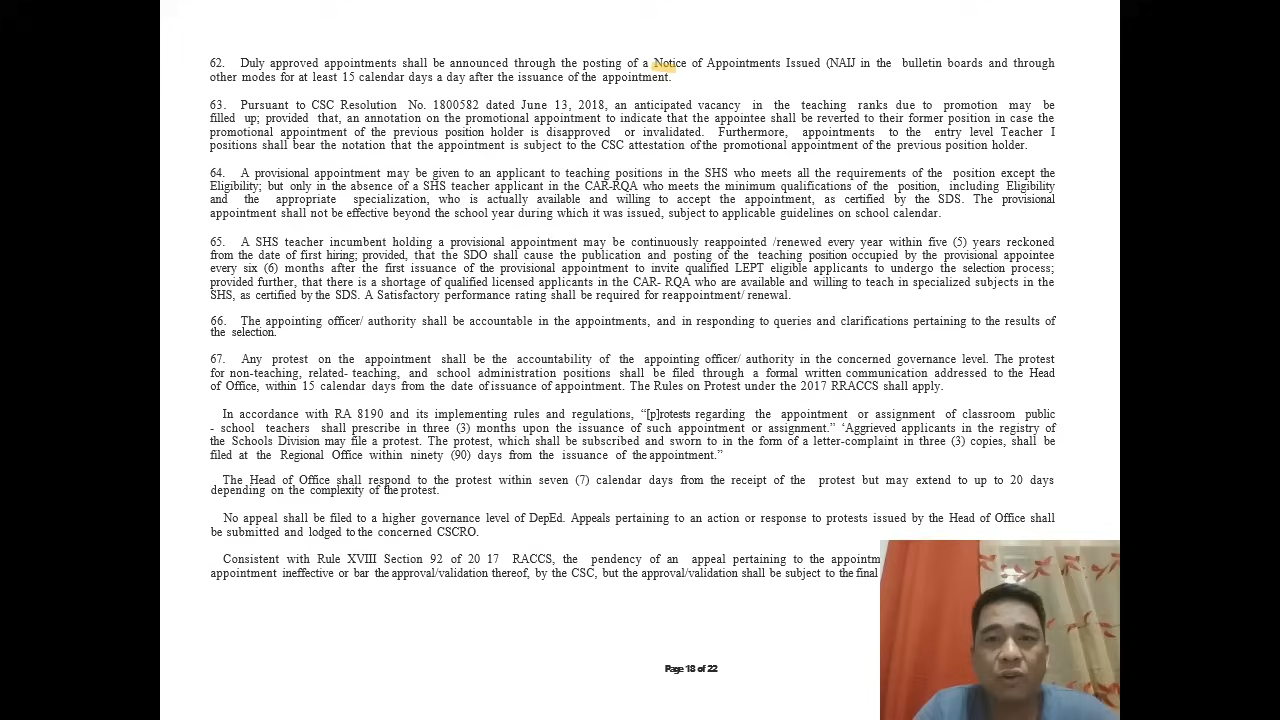 62. Duly approved appointments shall be announced through the posting of a Notice of Appointments Issued (NAIJ in the bulletin boards and through
other modes for at least 15 calendar days a day after the issuance of the appointment.
63. Pursuant to CSC Resolution No. 1800582 dated June 13, 2018, an anticipated vacancy in the teaching ranks due to promotion may be
filled up; provided that, an annotation on the promotional appointment to indicate that the appointee shall be reverted to their former position in case the
promotional appointment of the previous position holder is disapproved or invalidated. Furthermore, appointments to the entry level Teacher I
positions shall bear the notation that the appointment is subject to the CSC attestation of the promotional appointment of the previous position holder.
64. A provisional appointment may be given to an applicant to teaching positions in the SHS who meets all the requirements of the position except the
Eligibility; but only in the absence of a SHS teacher applicant in the CAR-RQA who meets the minimum qualifications of the position, including Eligibility
and the appropriate specialization, who is actually available and willing to accept the appointment, as certified by the SDS. The provisional
appointment shall not be effective beyond the school year during which it was issued, subject to applicable guidelines on school calendar.
65. A SHS teacher incumbent holding a provisional appointment may be continuously reappointed /renewed every year within five (5) years reckoned
from the date of first hiring; provided, that the SDO shall cause the publication and posting of the teaching position occupied by the provisional appointee
every six (6) months after the first issuance of the provisional appointment to invite qualified LEPT eligible applicants to undergo the selection process;
provided further, that there is a shortage of qualified licensed applicants in the CAR- RQA who are available and willing to teach in specialized subjects in the
SHS, as certified by the SDS. A Satisfactory performance rating shall be required for reappointment/ renewal.
66. The appointing officer/ authority shall be accountable in the appointments, and in responding to queries and clarifications pertaining to the results of
the selection.
67. Any protest on the appointment shall be the accountability of the appointing officer/ authority in the concerned governance level. The protest
for non-teaching, related- teaching, and school administration positions shall be filed through a formal written communication addressed to the Head
of Office, within 15 calendar days from the date of issuance of appointment. The Rules on Protest under the 2017 RRACCS shall apply.
In accordance with RA 8190 and its implementing rules and regulations, “[p]rotests regarding the appointment or assignment of classroom public
- school teachers shall prescribe in three (3) months upon the issuance of such appointment or assignment.” ‘Aggrieved applicants in the registry of
the Schools Division may file a protest. The protest, which shall be subscribed and sworn to in the form of a letter-complaint in three (3) copies, shall be
filed at the Regional Office within ninety (90) days from the issuance of the appointment.”
The Head of Office shall respond to the protest within seven (7) calendar days from the receipt of the protest but may extend to up to 20 days
depending on the complexity of the protest.
No appeal shall be filed to a higher governance level of DepEd. Appeals pertaining to an action or response to protests issued by the Head of Office shall
be submitted and lodged to the concerned CSCRO.
Consistent with Rule XVIII Section 92 of 20 17 RACCS, the pendency of an appeal pertaining to the appointm
appointment ineffective or bar the approval/validation thereof, by the CSC, but the approval/validation shall be subject to the final
Page 18 of 22